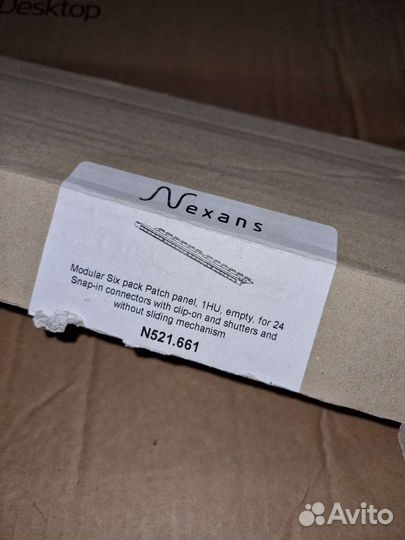 Desktop
Nexans
Modular Six pack Patch panel, 1HU, empty, for 24
Snap-in connectors with clip-on and shutters and
without sliding mechanism
N521.661
Avito